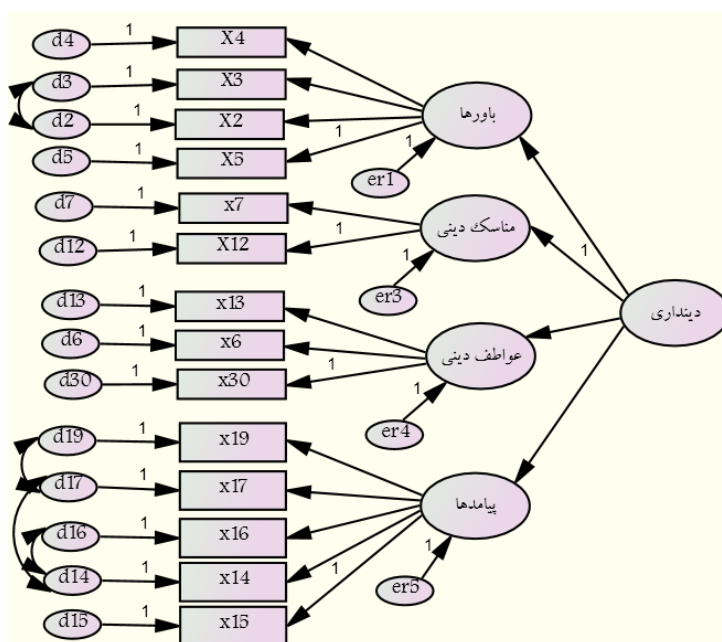 d4 1 X4
d3 1 X3
d2 1 X2
d5 1 X5
1
باورها
1
er1
d7 1 x7
d12 1 X12
1
مناسک دینی
1
er3
1
دینداری
d13 1 x13
d6 1 x6
d30 1 x30
1
عواطف دینی
1
er4
d19 1 x19
d17 1 x17
d16 1 x16
d14 1 x14
d15 1 x15
1
پیامدها
1
er5